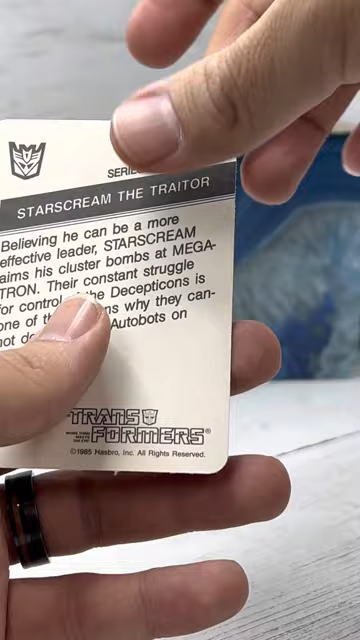 STARSCREAM THE TRAITOR
Believing he can be a more
effective leader, STARSCREAM
aims his cluster bombs at MEGA-
TRON. Their constant struggle
for control the Decepticons is
one of why they can-
not Autobots on
TRANS
FORMERS®
©1985 Hasbro, Inc. All Rights Reserved.